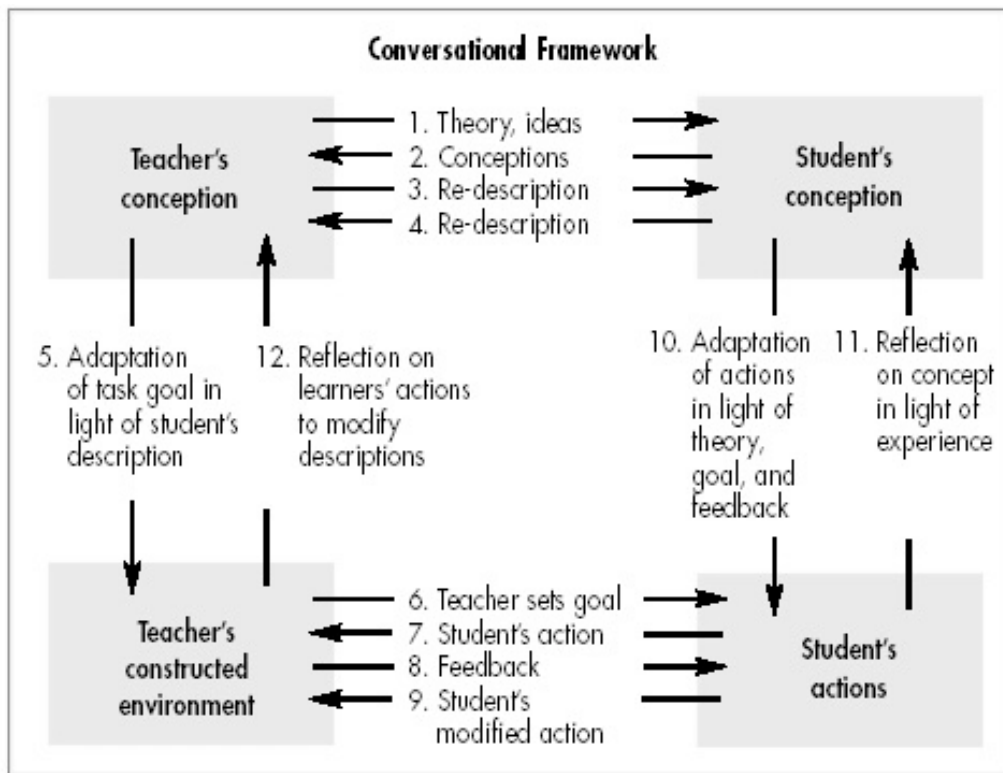 Conversational Framework
Teacher's
conception
1. Theory, ideas
2. Conceptions
3. Re-description
4. Re-description
Student's
conception
5. Adaptation
of task goal in
light of student's
description
12. Reflection on
learners' actions
to modify
descriptions
10. Adaptation
of actions
in light of
theory,
goal, and
feedback
11. Reflection
on concept
in light of
experience
Teacher's
constructed
environment
6. Teacher sets goal
7. Student's action
8. Feedback
9. Student's
modified action
Student's
actions